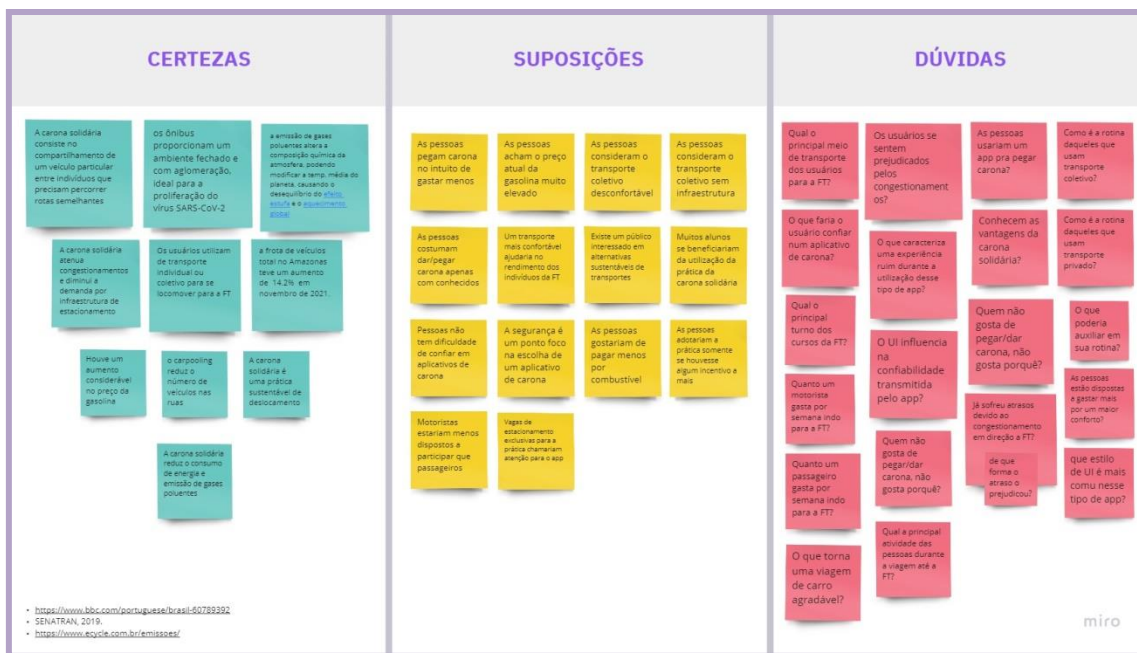 CERTEZAS
A carona solidária
consiste no
compartilhamento de
um veículo particular
entre indivíduos que
precisam percorrer
rotas semelhantes
os ônibus
proporcionam um
ambiente fechado e
com aglomeração,
ideal para a
proliferação do
vírus SARS-CoV-2
a emissão de gases
poluentes altera a
composição química da
atmosfera, podendo
modificar a temp. média do
planeta, causando o
desequilíbrio do efeito
estufa e o aquecimento
global
A carona solidária
atenua
congestionamentos
e diminui a
demanda por
infraestrutura de
estacionamento
Os usuários utilizam
de transporte
individual ou
coletivo para se
locomover para a FT
a frota de veículos
total no Amazonas
teve um aumento
de 14.2% em
novembro de 2021.
Houve um
aumento
considerável
no preço da
gasolina
o carpooling
reduz o
número de
veículos nas
ruas
A carona
solidária é
uma prática
sustentável de
deslocamento
A carona solidária
reduz o consumo
de energia e
emissão de gases
poluentes
• https://www.bbc.com/portuguese/brasil-60789392
• SENATRAN, 2019.
• https://www.ecycle.com.br/emissoes/
SUPOSIÇÕES
As pessoas
pegam carona
no intuito de
gastar menos
As pessoas
acham o preço
atual da
gasolina muito
elevado
As pessoas
consideram o
transporte
coletivo
desconfortável
As pessoas
consideram o
transporte
coletivo sem
infraestrutura
As pessoas
costumam
dar/pegar
carona apenas
com conhecidos
Um transporte
mais confortável
ajudaria no
rendimento dos
indivíduos da FT
Existe um público
interessado em
alternativas
sustentáveis de
transportes
Muitos alunos
se beneficiariam
da utilização da
prática da
carona solidária
Pessoas não
tem dificuldade
de confiar em
aplicativos de
carona
A segurança é
um ponto foco
na escolha de
um aplicativo
de carona
As pessoas
gostariam de
pagar menos
por
combustível
As pessoas
adotariam a
prática somente
se houvesse
algum incentivo a
mais
Motoristas
estariam menos
dispostos a
participar que
passageiros
Vagas de
estacionamento
exclusivas para a
prática chamariam
atenção para o app
DÚVIDAS
Qual o
principal meio
de transporte
dos usuários
para a FT?
Os usuários se
sentem
prejudicados
pelos
congestionament
os?
As pessoas
usariam um
app pra pegar
carona?
Como é a rotina
daqueles que
usam
transporte
coletivo?
O que faria o
usuário confiar
num aplicativo
de carona?
O que caracteriza
uma experiência
ruim durante a
utilização desse
tipo de app?
Conhecem as
vantagens da
carona
solidária?
Como é a rotina
daqueles que
usam
transporte
privado?
Qual o
principal
turno dos
cursos da FT?
O UI influencia
na
confiabilidade
transmitida
pelo app?
Quem não
gosta de
pegar/dar
carona, não
gosta porquê?
O que
poderia
auxiliar em
sua rotina?
Quanto um
motorista
gasta por
semana indo
para a FT?
Quem não
gosta de
pegar/dar
carona, não
gosta porquê?
Já sofreu atrasos
devido ao
congestionamento
em direção a FT?
de que
forma o
atraso o
prejudicou?
As pessoas
estão dispostas
a gastar mais
por um maior
conforto?
Quanto um
passageiro
gasta por
semana indo
para a FT?
que estilo
de UI é mais
comu nesse
tipo de app?
O que torna
uma viagem
de carro
agradável?
Qual a principal
atividade das
pessoas durante
a viagem até a
FT?
miro